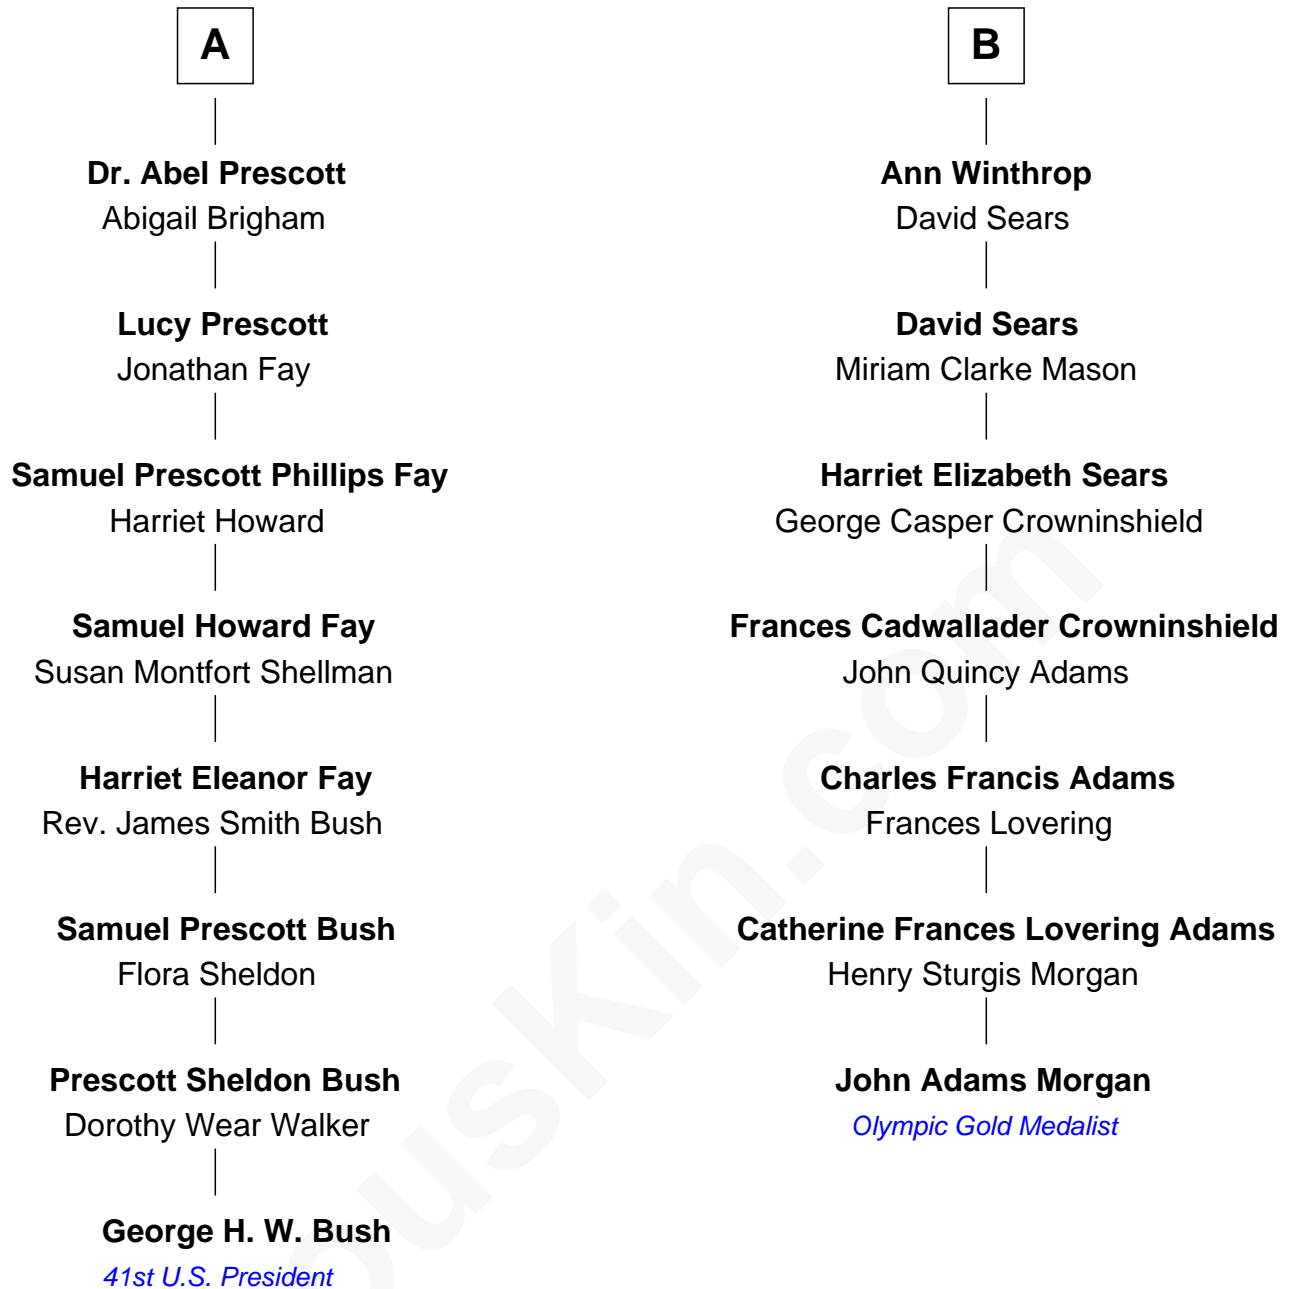 A
Dr. Abel Prescott
Abigail Brigham
Lucy Prescott
Jonathan Fay
Samuel Prescott Phillips Fay
Harriet Howard
Samuel Howard Fay
Susan Montfort Shellman
Harriet Eleanor Fay
Rev. James Smith Bush
Samuel Prescott Bush
Flora Sheldon
Prescott Sheldon Bush
Dorothy Wear Walker
George H. W. Bush
41st U.S. President
B
Ann Winthrop
David Sears
David Sears
Miriam Clarke Mason
Harriet Elizabeth Sears
George Casper Crowninshield
Frances Cadwallader Crowninshield
John Quincy Adams
Charles Francis Adams
Frances Lovering
Catherine Frances Lovering Adams
Henry Sturgis Morgan
John Adams Morgan
Olympic Gold Medalist
ousKin.com